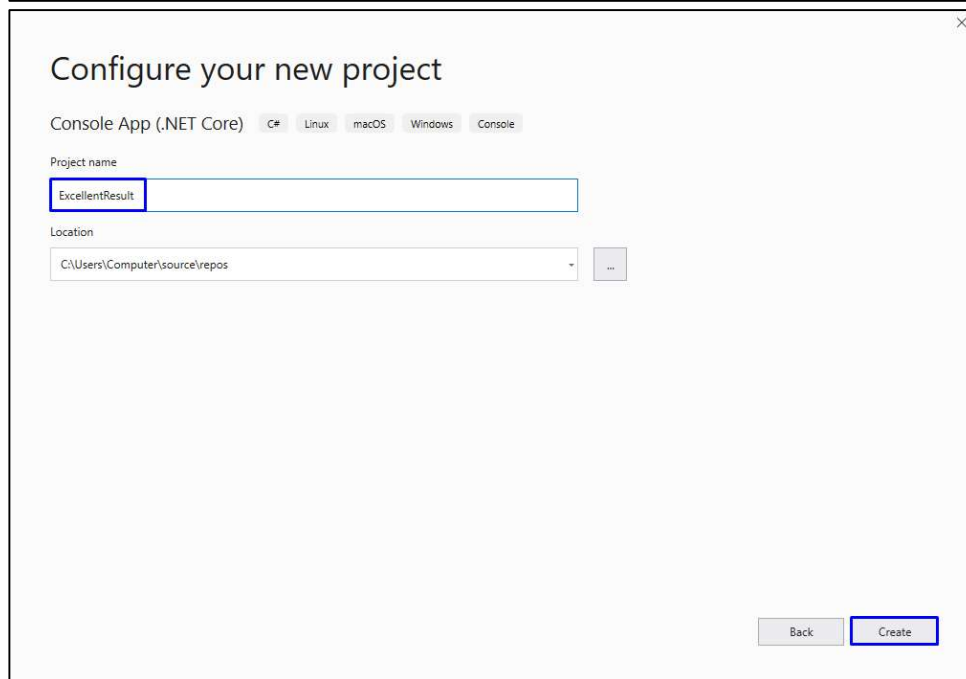 Configure your new project
Console App (.NET Core) C# Linux macOS Windows Console
Project name
ExcellentResult
Location
C:\Users\Computer\source\repos
...
Back Create